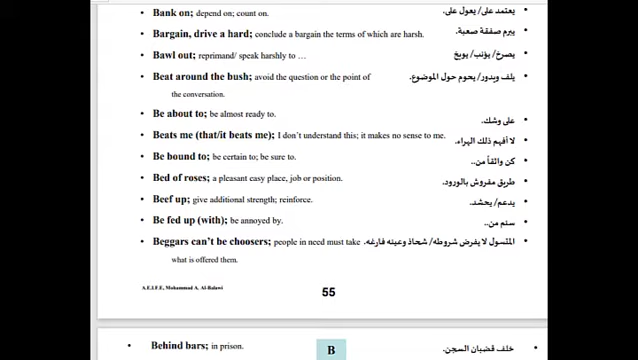 • Bank on; depend on; count on. يعتمد على/ يعول على. •
• Bargain, drive a hard; conclude a bargain the terms of which are harsh. يبرم صفقة صعبة. •
• Bawl out; reprimand/ speak harshly to … يصرخ/ يؤنب/ يوبخ •
• Beat around the bush; avoid the question or the point of يلف ويدور/ يحوم حول الموضوع. •
the conversation.
• Be about to; be almost ready to. على وشك. •
• Beats me (that/it beats me); I don't understand this; it makes no sense to me. لا أفهم ذلك الهراء. •
• Be bound to; be certain to; be sure to. كن واثقاً من.. •
• Bed of roses; a pleasant easy place, job or position. طريق مفروش بالورود. •
• Beef up; give additional strength; reinforce. يدعم/ يحشد. •
• Be fed up (with); be annoyed by. سئم من.. •
• Beggars can't be choosers; people in need must take المتسول لا يفرض شروطه/ شحاذ وعينه فارغه. •
what is offered them.
A.E.I.F.E, Mohammad A. Al-Balawi
55
• Behind bars; in prison. خلف قضبان السجن. •
B